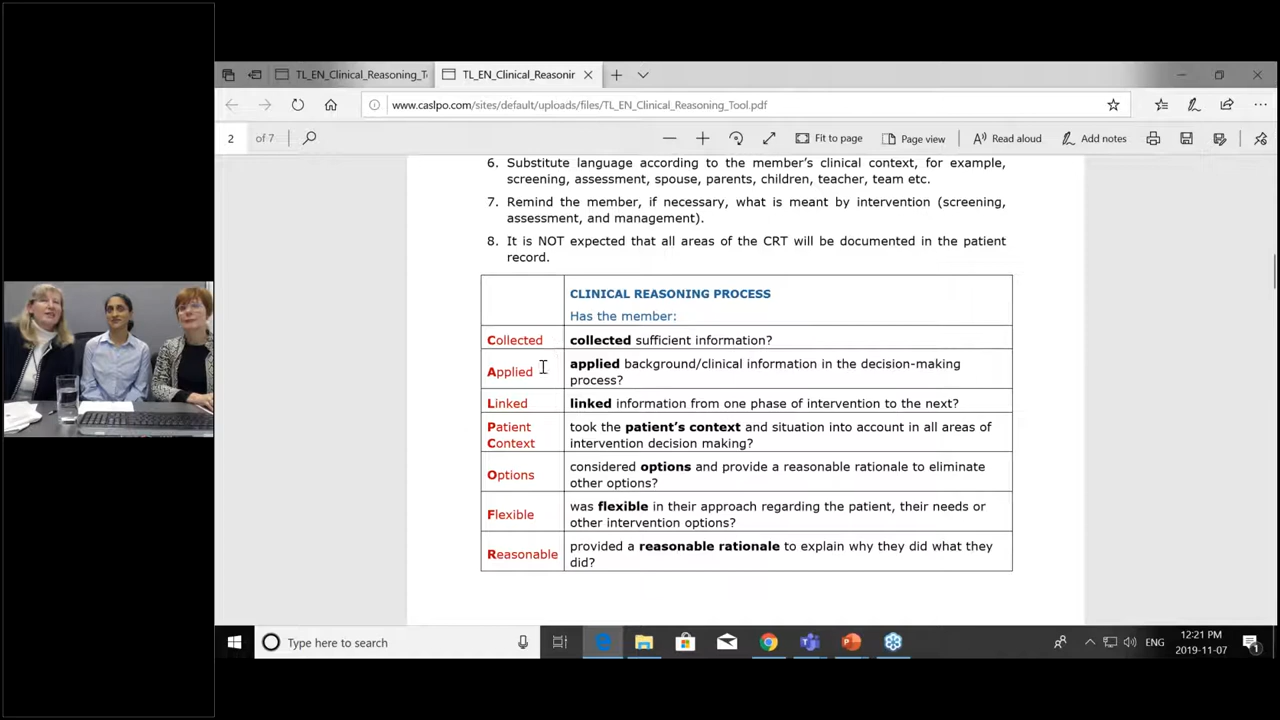 TL_EN_Clinical_Reasoning_T
TL_EN_Clinical_Reasonir
www.caslpo.com/sites/default/uploads/files/TL_EN_Clinical_Reasoning_Tool.pdf
2 of 7
Fit to page
Page view
Read aloud
Add notes
6. Substitute language according to the member's clinical context, for example,
screening, assessment, spouse, parents, children, teacher, team etc.
7. Remind the member, if necessary, what is meant by intervention (screening,
assessment, and management).
8. It is NOT expected that all areas of the CRT will be documented in the patient
record.
CLINICAL REASONING PROCESS
Has the member:
Collected
collected sufficient information?
Applied
applied background/clinical information in the decision-making
process?
Linked
linked information from one phase of intervention to the next?
Patient
Context
took the patient's context and situation into account in all areas of
intervention decision making?
Options
considered options and provide a reasonable rationale to eliminate
other options?
Flexible
was flexible in their approach regarding the patient, their needs or
other intervention options?
Reasonable
provided a reasonable rationale to explain why they did what they
did?
Type here to search
ENG
12:21 PM
2019-11-07
1